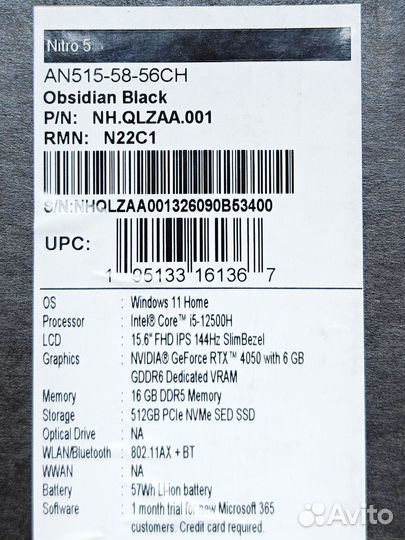 Nitro 5
AN515-58-56CH
Obsidian Black
P/N: NH.QLZAA.001
RMN: N22C1
S/N:NHQLZAA001326090B53400
UPC:
1 95133 16136 7
OS : Windows 11 Home
Processor : Intel® Core™ i5-12500H
LCD : 15.6" FHD IPS 144Hz SlimBezel
Graphics : NVIDIA® GeForce RTX™ 4050 with 6 GB
GDDR6 Dedicated VRAM
Memory : 16 GB DDR5 Memory
Storage : 512GB PCIe NVMe SED SSD
Optical Drive : NA
WLAN/Bluetooth : 802.11AX + BT
WWAN : NA
Battery : 57Wh Li-ion battery
Software : 1 month trial for new Microsoft 365
customers. Credit card required.
Avito